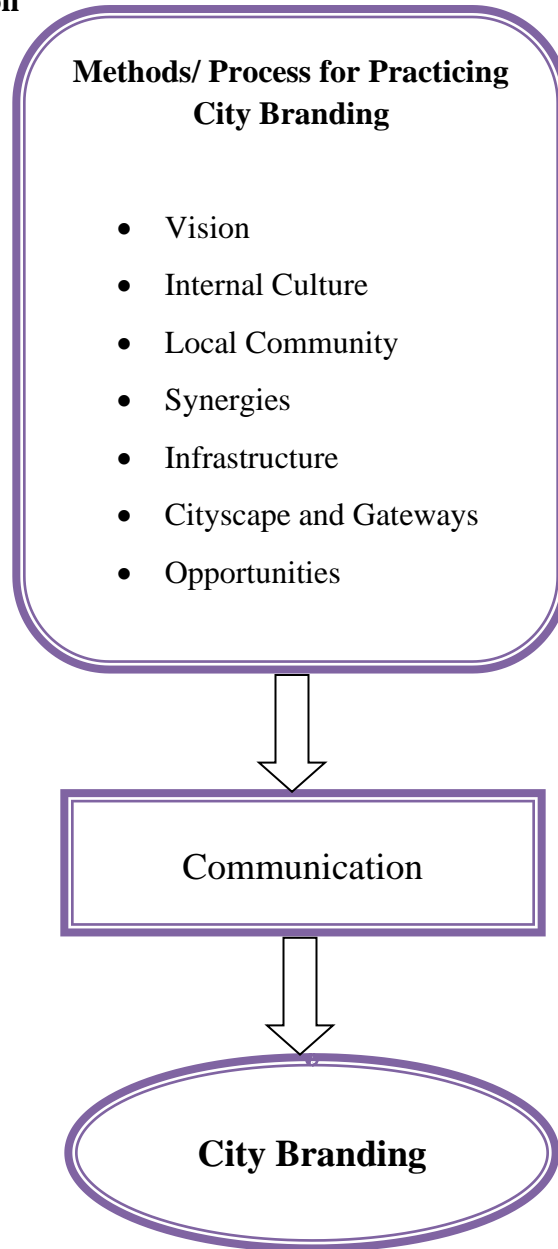 Methods/ Process for Practicing
City Branding
• Vision
• Internal Culture
• Local Community
• Synergies
• Infrastructure
• Cityscape and Gateways
• Opportunities
Communication
City Branding